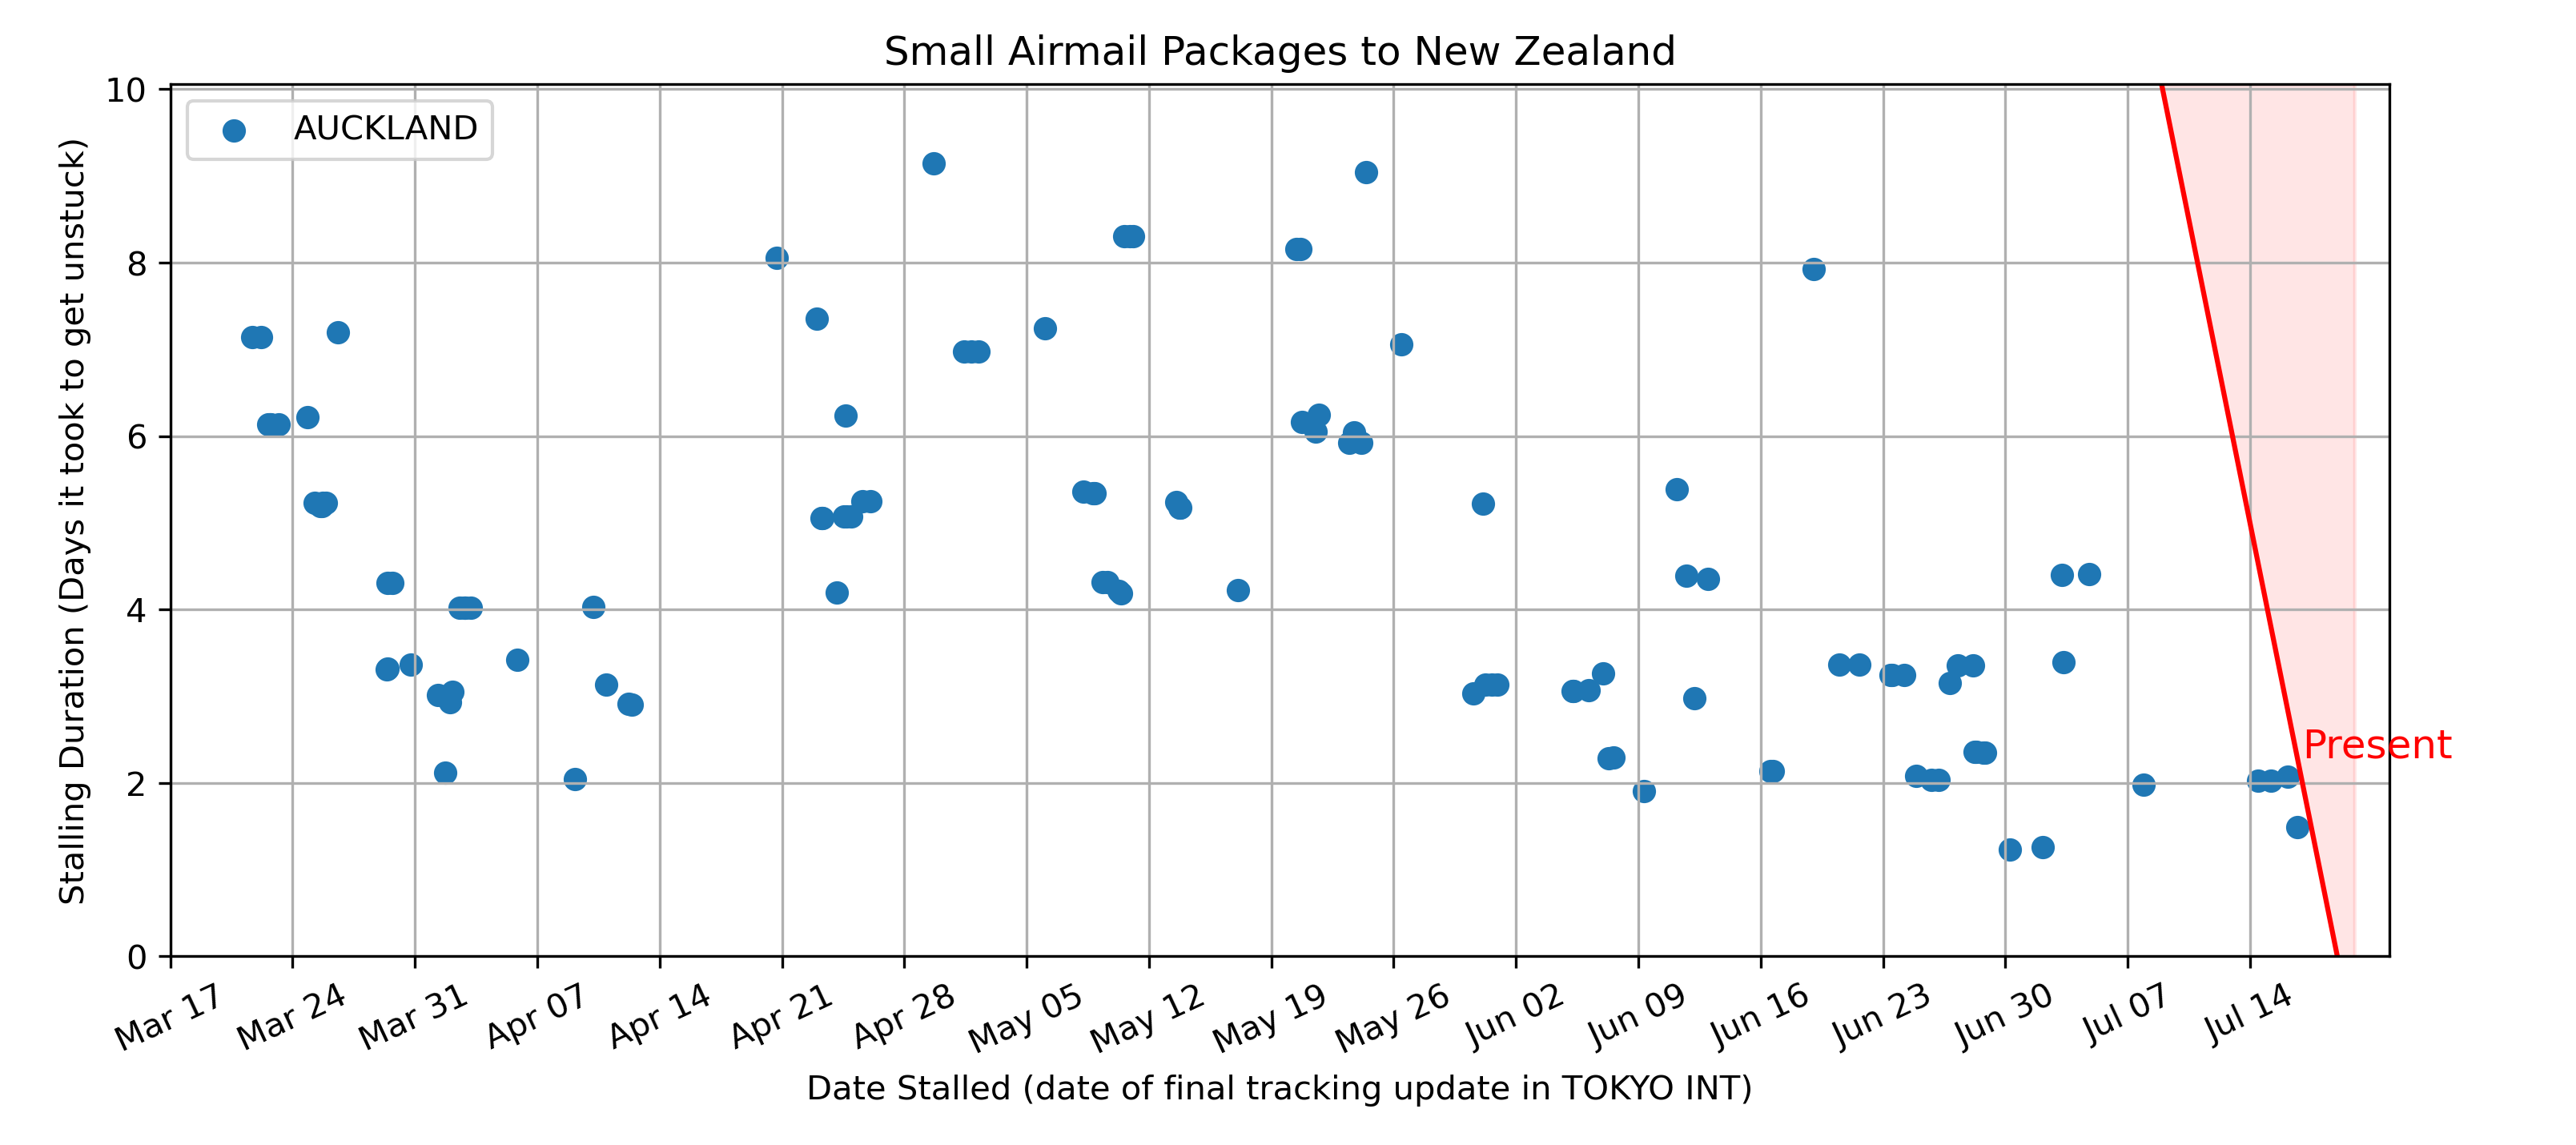 Small Airmail Packages to New Zealand
AUCKLAND
Stalling Duration (Days it took to get unstuck)
10
8
6
4
2
0
Present
Mar 17
Mar 24
Mar 31
Apr 07
Apr 14
Apr 21
Apr 28
May 05
May 12
May 19
May 26
Jun 02
Jun 09
Jun 16
Jun 23
Jun 30
Jul 07
Jul 14
Date Stalled (date of final tracking update in TOKYO INT)